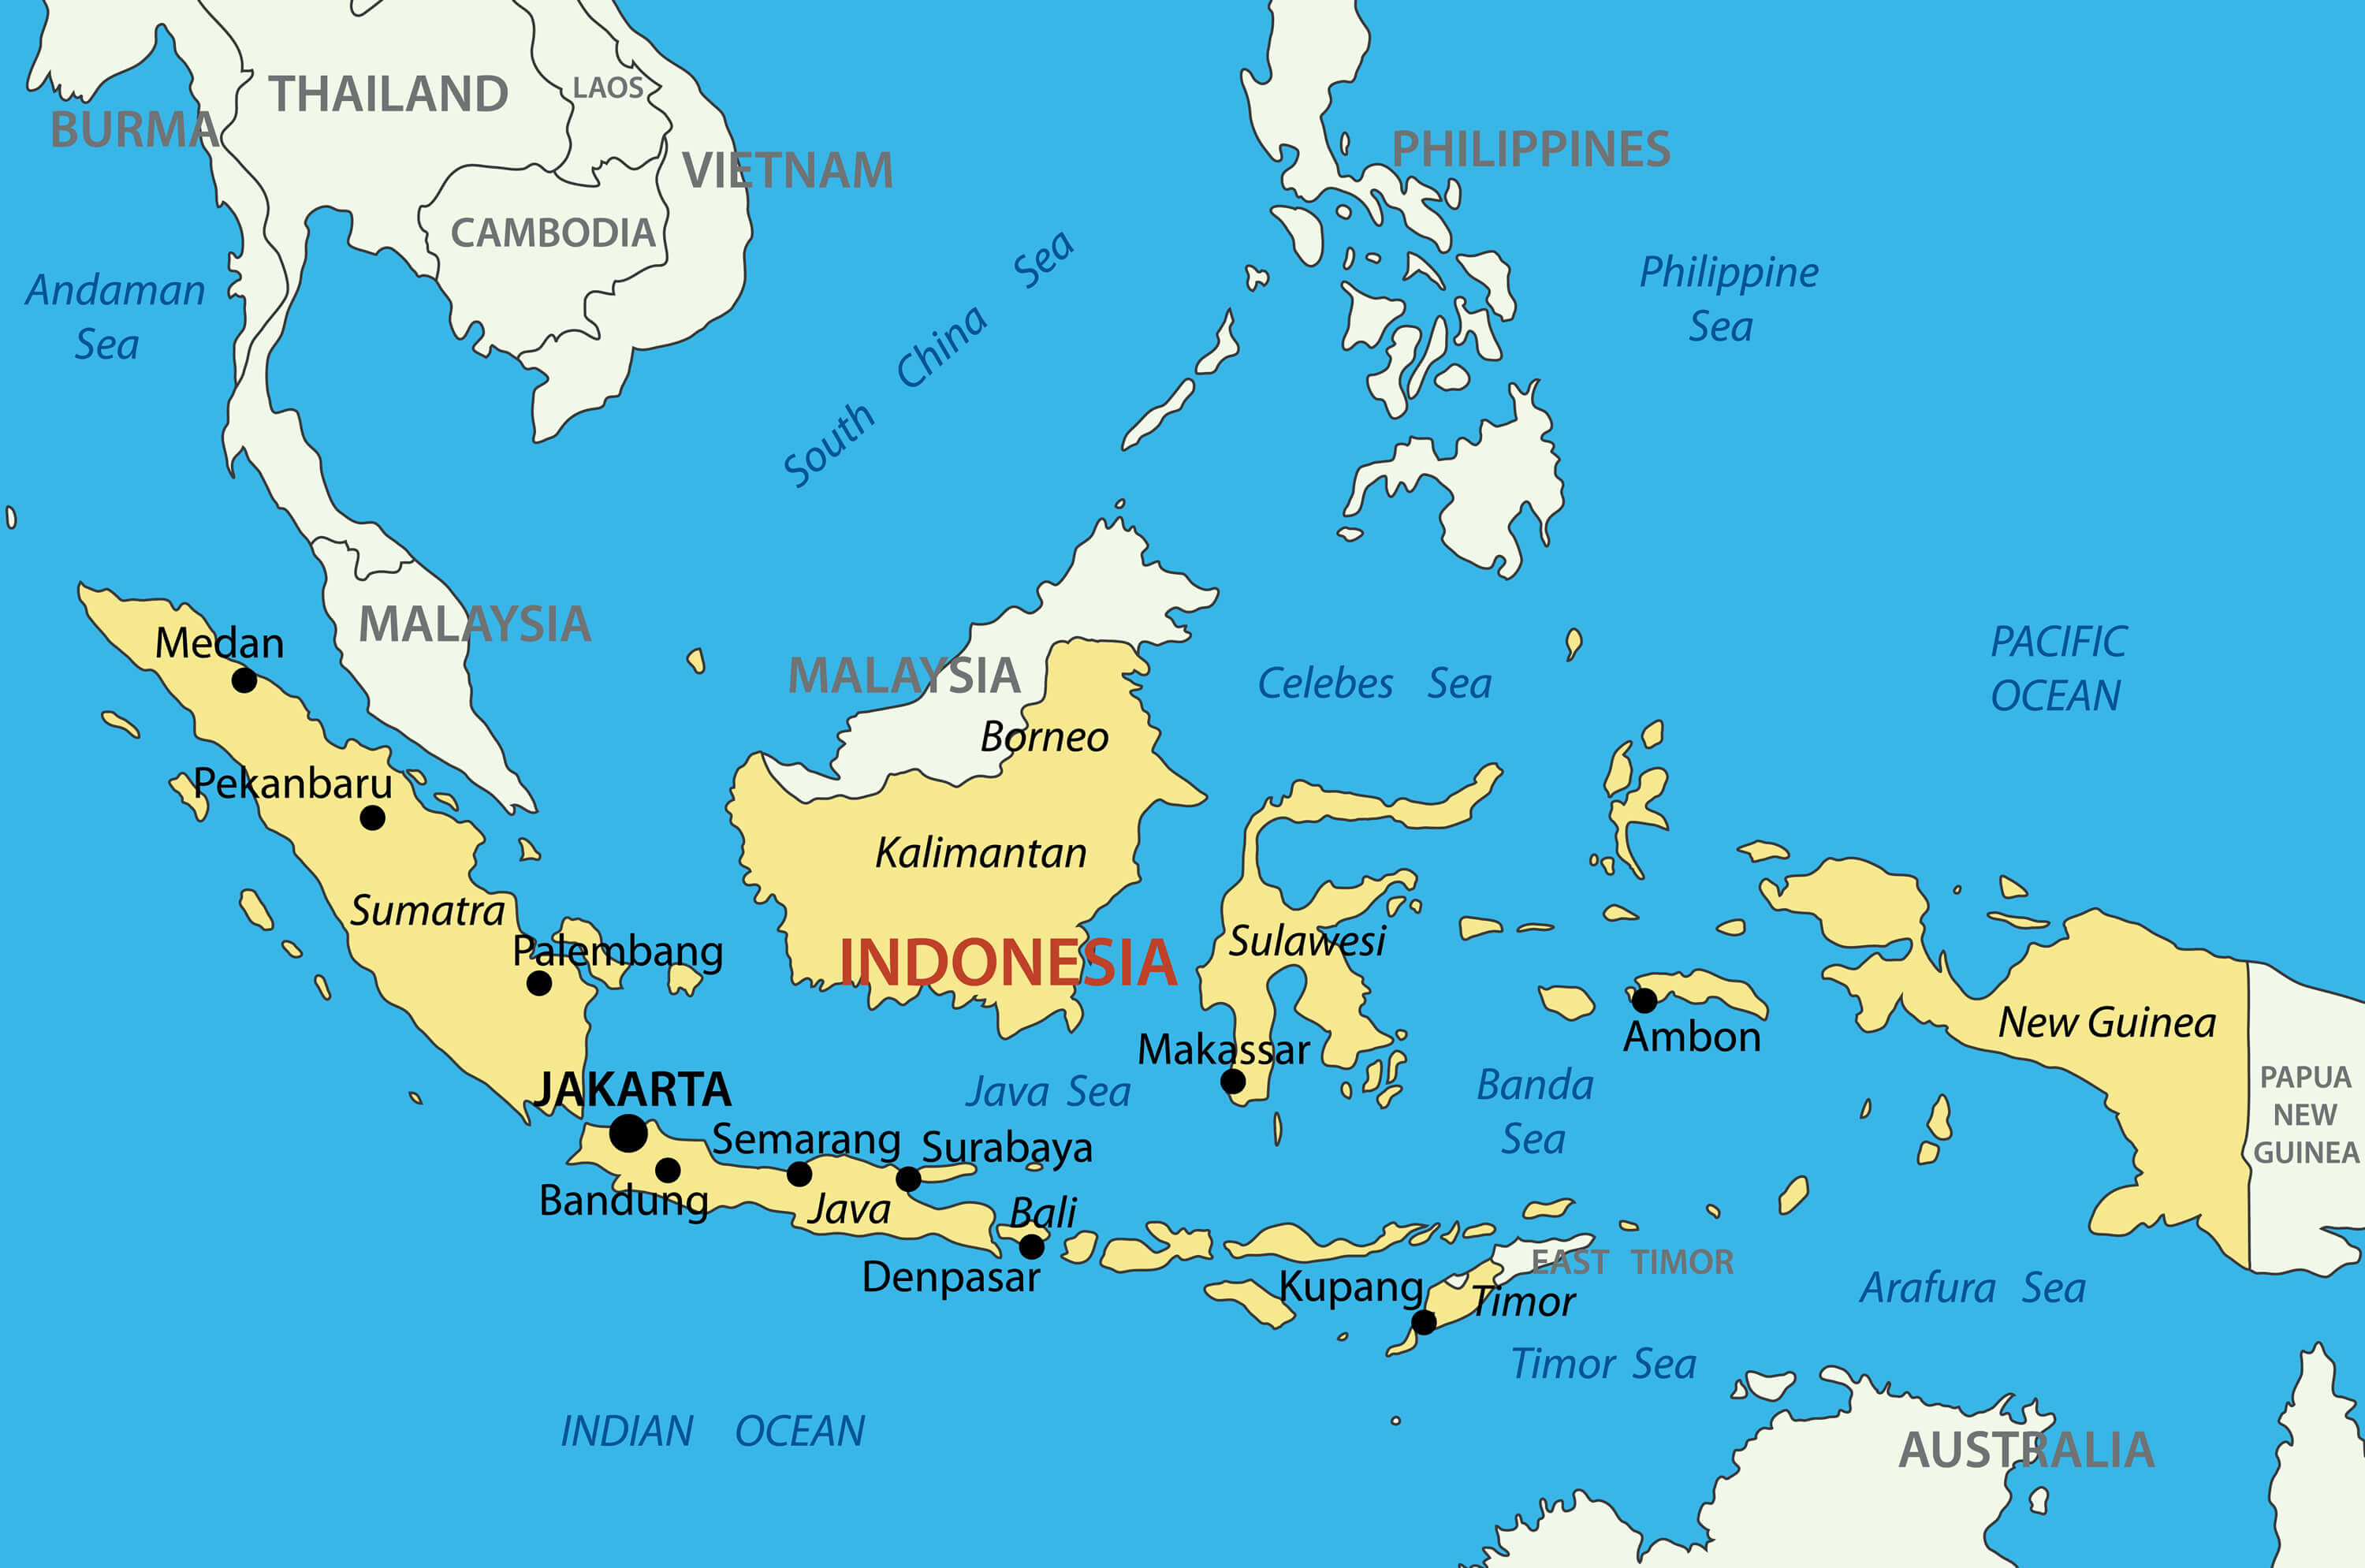 THAILAND
LAOS
BURMA
PHILIPPINES
VIETNAM
CAMBODIA
Andaman
Sea
South China Sea
Philippine
Sea
MALAYSIA
Medan
PACIFIC
OCEAN
MALAYSIA
Celebes Sea
Borneo
Pekanbaru
Kalimantan
Sumatra
Palembang
INDONESIA
Sulawesi
New Guinea
Ambon
Makassar
JAKARTA
Java Sea
Banda
Sea
PAPUA
NEW
GUINEA
Semarang
Surabaya
Bandung
Java
Bali
Denpasar
Kupang
EAST TIMOR
Timor
Arafura Sea
Timor Sea
INDIAN OCEAN
AUSTRALIA